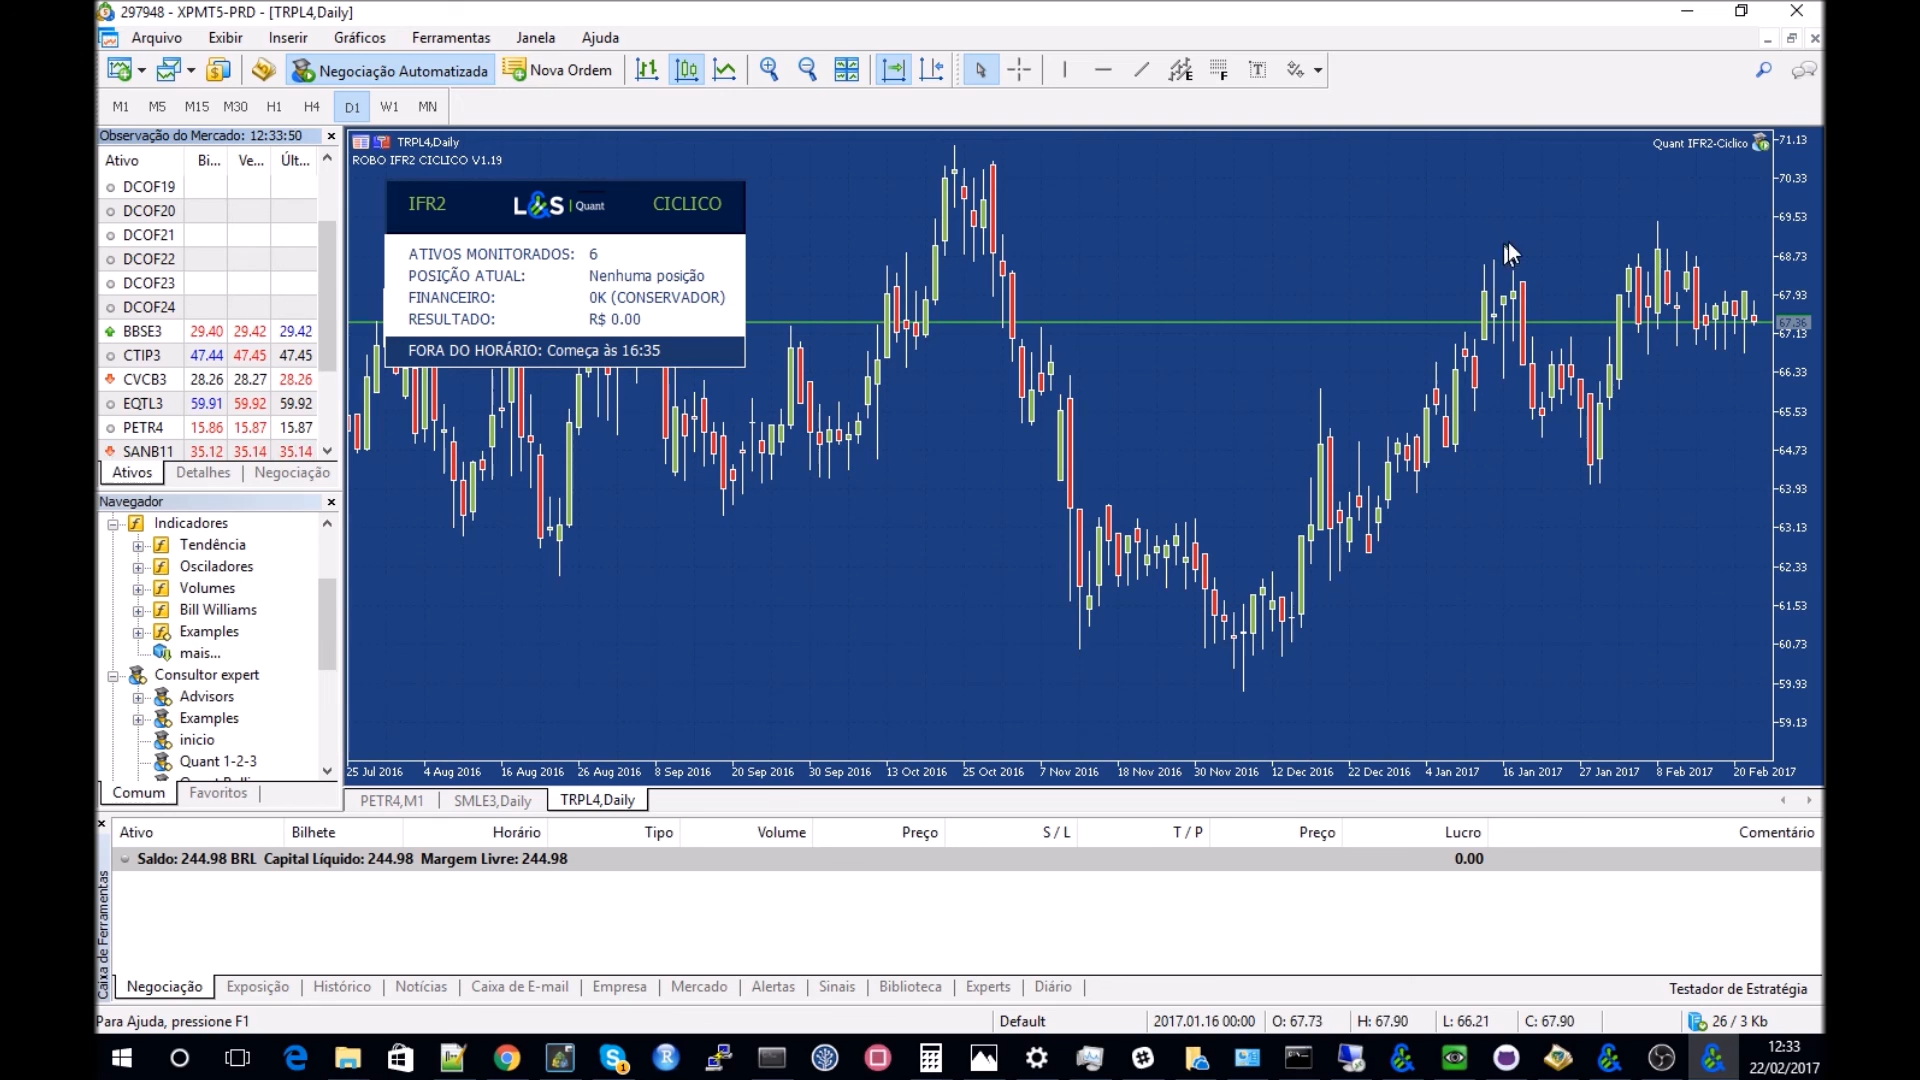 297948 - XPMT5-PRD - [TRPL4,Daily]
Arquivo Exibir Inserir Gráficos Ferramentas Janela Ajuda
Negociação Automatizada Nova Ordem
M1 M5 M15 M30 H1 H4 D1 W1 MN
Observação do Mercado: 12:33:50
Ativo Bi... Ve... Últ...
DCOF19
DCOF20
DCOF21
DCOF22
DCOF23
DCOF24
BBSE3 29.40 29.42 29.42
CTIP3 47.44 47.45 47.45
CVCB3 28.26 28.27 28.26
EQTL3 59.91 59.92 59.92
PETR4 15.86 15.87 15.87
SANB11 35.12 35.14 35.14
Ativos Detalhes Negociação
Navegador
Indicadores
Tendência
Osciladores
Volumes
Bill Williams
Examples
mais...
Consultor expert
Advisors
Examples
inicio
Quant 1-2-3
Comum Favoritos
TRPL4,Daily
ROBO IFR2 CICLICO V1.19
Quant IFR2-Ciclico
IFR2 L&S | Quant CICLICO
ATIVOS MONITORADOS: 6
POSIÇÃO ATUAL: Nenhuma posição
FINANCEIRO: 0K (CONSERVADOR)
RESULTADO: R$ 0.00
FORA DO HORÁRIO: Começa às 16:35
71.13
70.33
69.53
68.73
67.93
67.36
67.13
66.33
65.53
64.73
63.93
63.13
62.33
61.53
60.73
59.93
59.13
25 Jul 2016 4 Aug 2016 16 Aug 2016 26 Aug 2016 8 Sep 2016 20 Sep 2016 30 Sep 2016 13 Oct 2016 25 Oct 2016 7 Nov 2016 18 Nov 2016 30 Nov 2016 12 Dec 2016 22 Dec 2016 4 Jan 2017 16 Jan 2017 27 Jan 2017 8 Feb 2017 20 Feb 2017
PETR4,M1 SMLE3,Daily TRPL4,Daily
Caixa de Ferramentas
Ativo Bilhete Horário Tipo Volume Preço S / L T / P Preço Lucro Comentário
Saldo: 244.98 BRL Capital Líquido: 244.98 Margem Livre: 244.98 0.00
Negociação Exposição Histórico Notícias Caixa de E-mail Empresa Mercado Alertas Sinais Biblioteca Experts Diário
Testador de Estratégia
Para Ajuda, pressione F1 Default 2017.01.16 00:00 O: 67.73 H: 67.90 L: 66.21 C: 67.90 26 / 3 Kb
12:33
22/02/2017